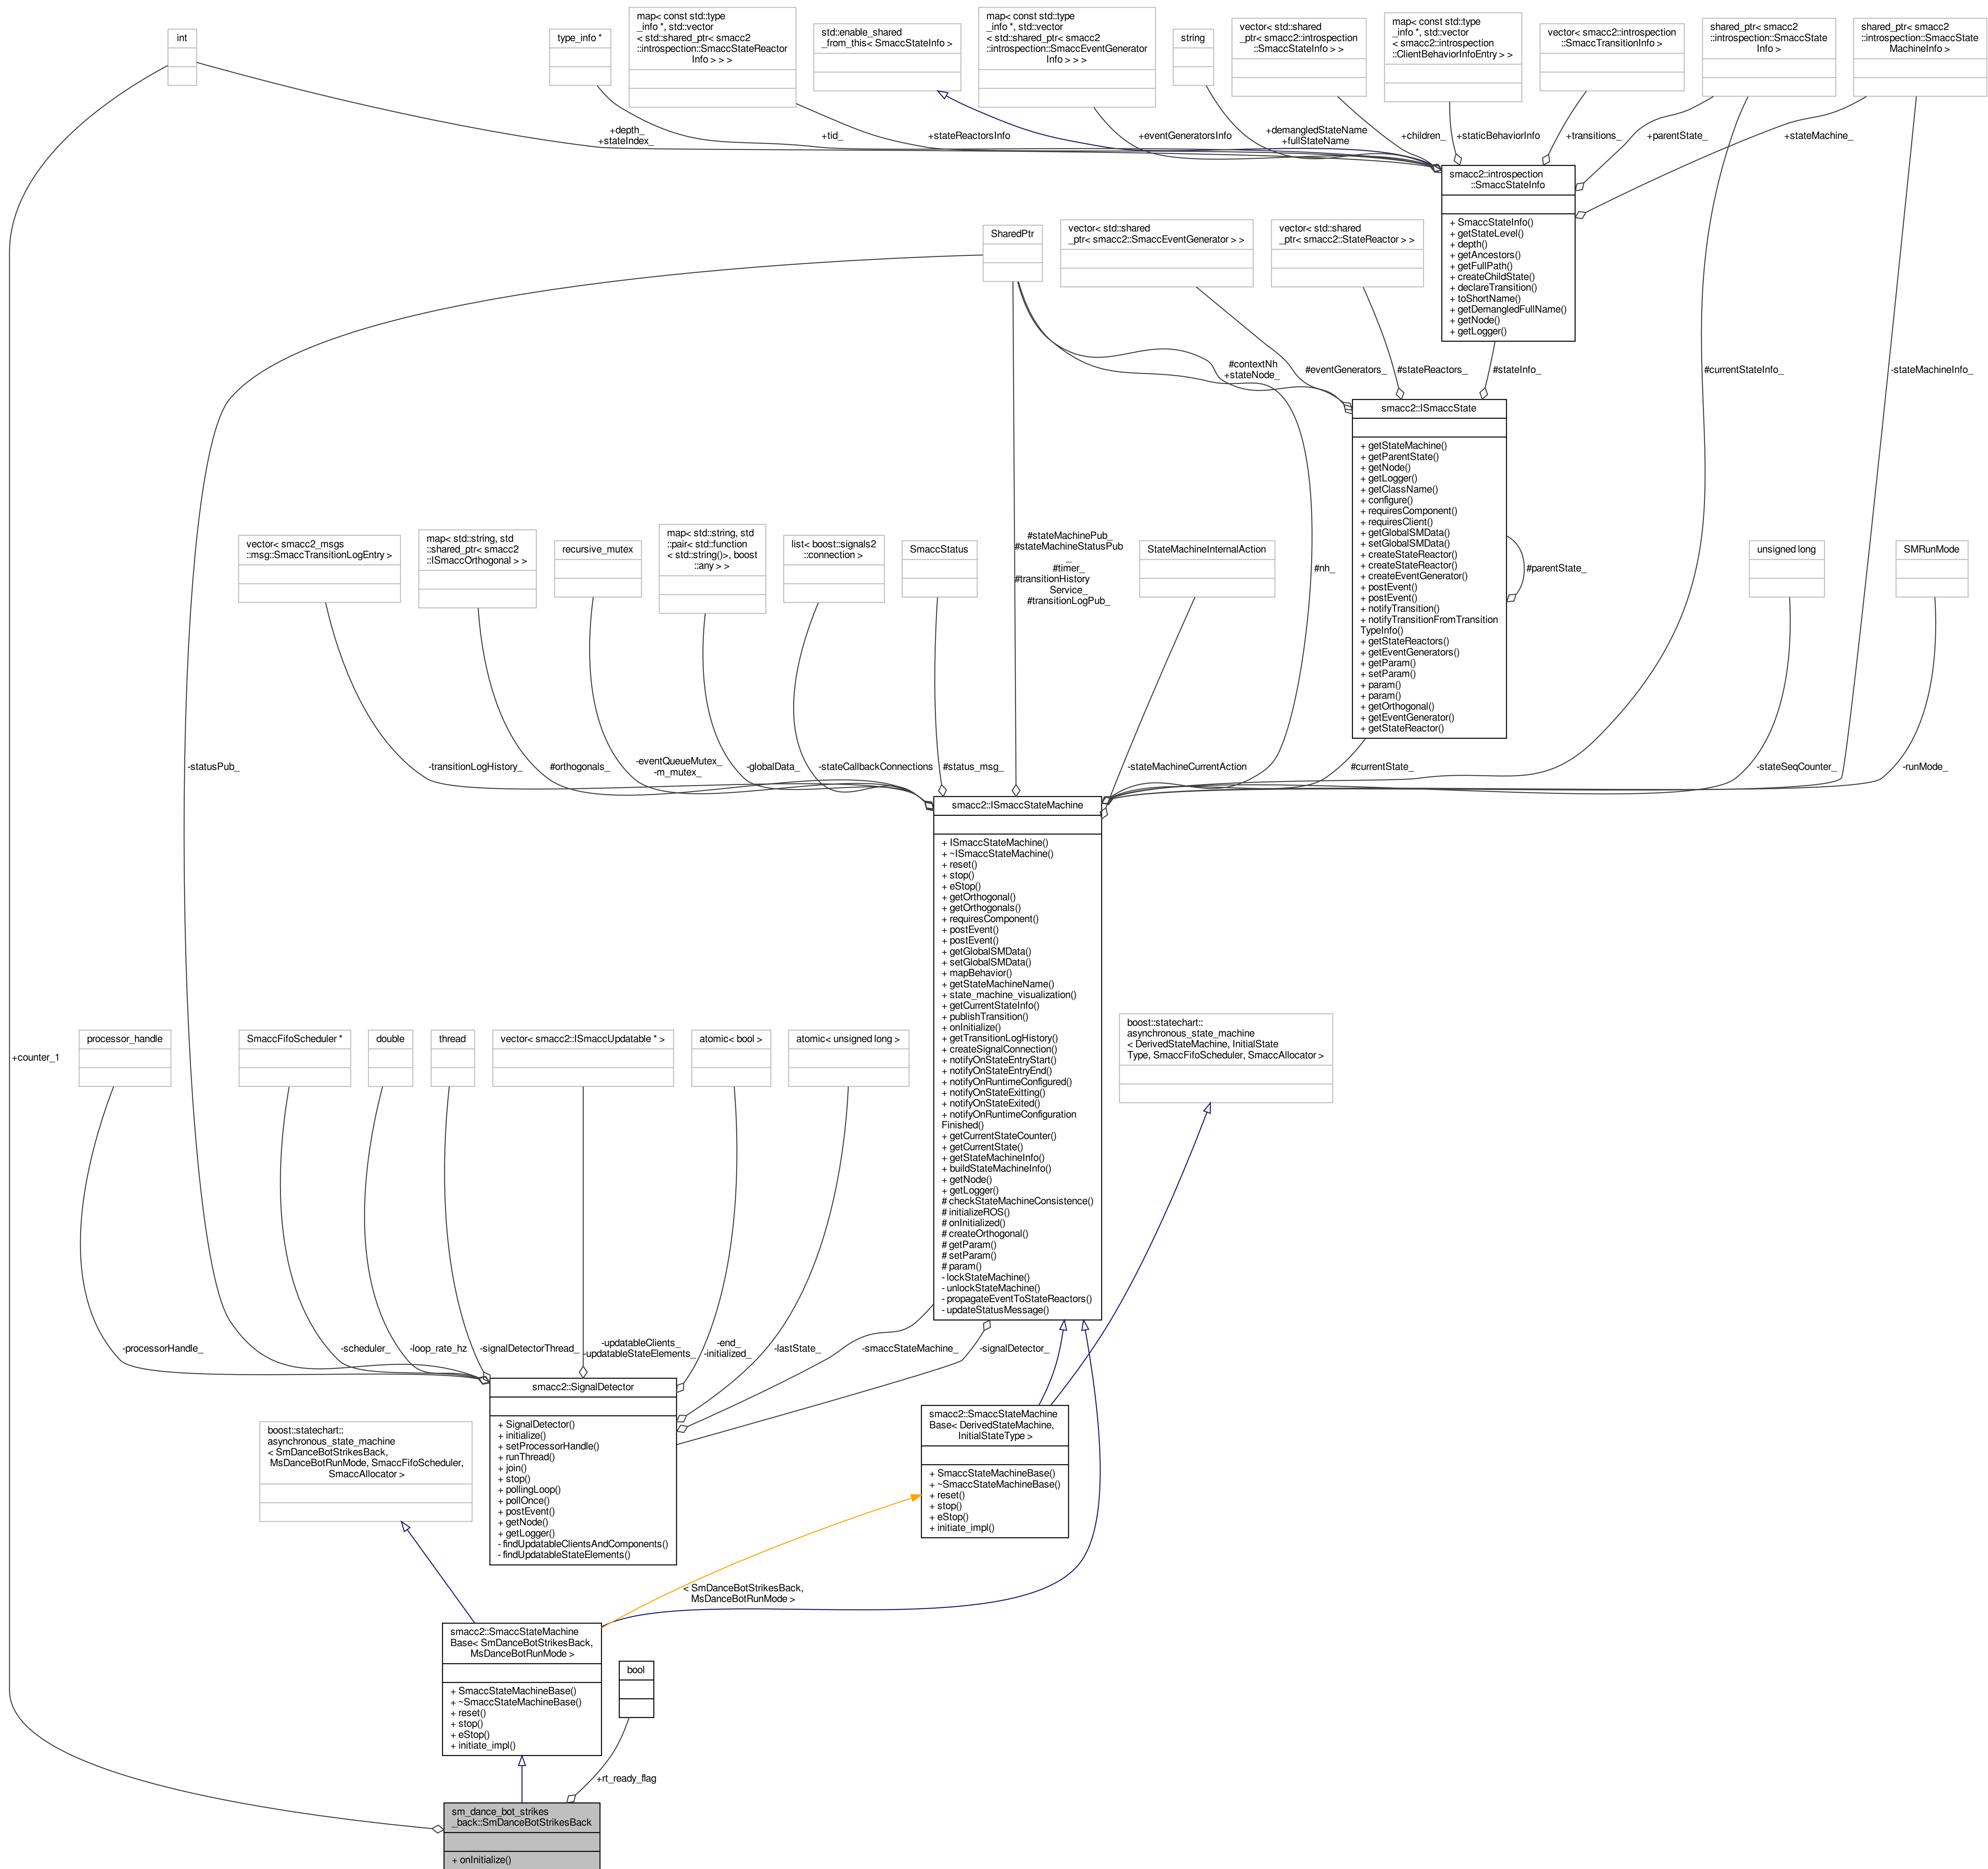 int
type_info *
map< const std::type
_info *, std::vector
< std::shared_ptr< smacc2
::introspection::SmaccStateReactor
Info > > >
std::enable_shared
_from_this< SmaccStateInfo >
map< const std::type
_info *, std::vector
< std::shared_ptr< smacc2
::introspection::SmaccEventGenerator
Info > > >
string
vector< std::shared
_ptr< smacc2::introspection
::SmaccStateInfo > >
map< const std::type
_info *, std::vector
< smacc2::introspection
::ClientBehaviorInfoEntry > >
vector< smacc2::introspection
::SmaccTransitionInfo >
shared_ptr< smacc2
::introspection::SmaccState
Info >
shared_ptr< smacc2
::introspection::SmaccState
MachineInfo >
+depth_
+stateIndex_
+tid_
+stateReactorsInfo
+eventGeneratorsInfo
+demangledStateName
+fullStateName
+children_
+staticBehaviorInfo
+transitions_
+parentState_
+stateMachine_
smacc2::introspection
::SmaccStateInfo
+ SmaccStateInfo()
+ getStateLevel()
+ depth()
+ getAncestors()
+ getFullPath()
+ createChildState()
+ declareTransition()
+ toShortName()
+ getDemangledFullName()
+ getNode()
+ getLogger()
SharedPtr
vector< std::shared
_ptr< smacc2::SmaccEventGenerator > >
vector< std::shared
_ptr< smacc2::StateReactor > >
#contextNh
+stateNode_
#eventGenerators_
#stateReactors_
#stateInfo_
#currentStateInfo_
-stateMachineInfo_
smacc2::ISmaccState
+ getStateMachine()
+ getParentState()
+ getNode()
+ getLogger()
+ getClassName()
+ configure()
+ requiresComponent()
+ requiresClient()
+ getGlobalSMData()
+ setGlobalSMData()
+ createStateReactor()
+ createStateReactor()
+ createEventGenerator()
+ postEvent()
+ postEvent()
+ notifyTransition()
+ notifyTransitionFromTransition
TypeInfo()
+ getStateReactors()
+ getEventGenerators()
+ getParam()
+ setParam()
+ param()
+ param()
+ getOrthogonal()
+ getEventGenerator()
+ getStateReactor()
#parentState_
vector< smacc2_msgs
::msg::SmaccTransitionLogEntry >
map< std::string, std
::shared_ptr< smacc2
::ISmaccOrthogonal > >
recursive_mutex
map< std::string, std
::pair< std::function
< std::string()>, boost
::any > >
list< boost::signals2
::connection >
SmaccStatus
#stateMachinePub_
#stateMachineStatusPub
_
#timer_
#transitionHistory
Service_
#transitionLogPub_
StateMachineInternalAction
#nh_
unsigned long
SMRunMode
-statusPub_
-transitionLogHistory_
#orthogonals_
-eventQueueMutex_
-m_mutex_
-globalData_
-stateCallbackConnections
#status_msg_
-stateMachineCurrentAction
#currentState_
-stateSeqCounter_
-runMode_
smacc2::ISmaccStateMachine
+ ISmaccStateMachine()
+ ~ISmaccStateMachine()
+ reset()
+ stop()
+ eStop()
+ getOrthogonal()
+ getOrthogonals()
+ requiresComponent()
+ postEvent()
+ postEvent()
+ getGlobalSMData()
+ setGlobalSMData()
+ mapBehavior()
+ getStateMachineName()
+ state_machine_visualization()
+ getCurrentStateInfo()
+ publishTransition()
+ onInitialize()
+ getTransitionLogHistory()
+ createSignalConnection()
+ notifyOnStateEntryStart()
+ notifyOnStateEntryEnd()
+ notifyOnRuntimeConfigured()
+ notifyOnStateExitting()
+ notifyOnStateExited()
+ notifyOnRuntimeConfiguration
Finished()
+ getCurrentStateCounter()
+ getCurrentState()
+ getStateMachineInfo()
+ buildStateMachineInfo()
+ getNode()
+ getLogger()
# checkStateMachineConsistence()
# initializeROS()
# onInitialized()
# createOrthogonal()
# getParam()
# setParam()
# param()
- lockStateMachine()
- unlockStateMachine()
- propagateEventToStateReactors()
- updateStatusMessage()
+counter_1
processor_handle
SmaccFifoScheduler *
double
thread
vector< smacc2::ISmaccUpdatable * >
atomic< bool >
atomic< unsigned long >
boost::statechart::
asynchronous_state_machine
< DerivedStateMachine, InitialState
Type, SmaccFifoScheduler, SmaccAllocator >
-processorHandle_
-scheduler_
-loop_rate_hz
-signalDetectorThread_
-updatableClients_
-updatableStateElements_
-end_
-initialized_
-lastState_
-smaccStateMachine_
-signalDetector_
smacc2::SignalDetector
+ SignalDetector()
+ initialize()
+ setProcessorHandle()
+ runThread()
+ join()
+ stop()
+ pollingLoop()
+ pollOnce()
+ postEvent()
+ getNode()
+ getLogger()
- findUpdatableClientsAndComponents()
- findUpdatableStateElements()
smacc2::SmaccStateMachine
Base< DerivedStateMachine,
InitialStateType >
+ SmaccStateMachineBase()
+ ~SmaccStateMachineBase()
+ reset()
+ stop()
+ eStop()
+ initiate_impl()
boost::statechart::
asynchronous_state_machine
< SmDanceBotStrikesBack,
MsDanceBotRunMode, SmaccFifoScheduler,
SmaccAllocator >
< SmDanceBotStrikesBack,
MsDanceBotRunMode >
smacc2::SmaccStateMachine
Base< SmDanceBotStrikesBack,
MsDanceBotRunMode >
+ SmaccStateMachineBase()
+ ~SmaccStateMachineBase()
+ reset()
+ stop()
+ eStop()
+ initiate_impl()
bool
+rt_ready_flag
sm_dance_bot_strikes
_back::SmDanceBotStrikesBack
+ onInitialize()